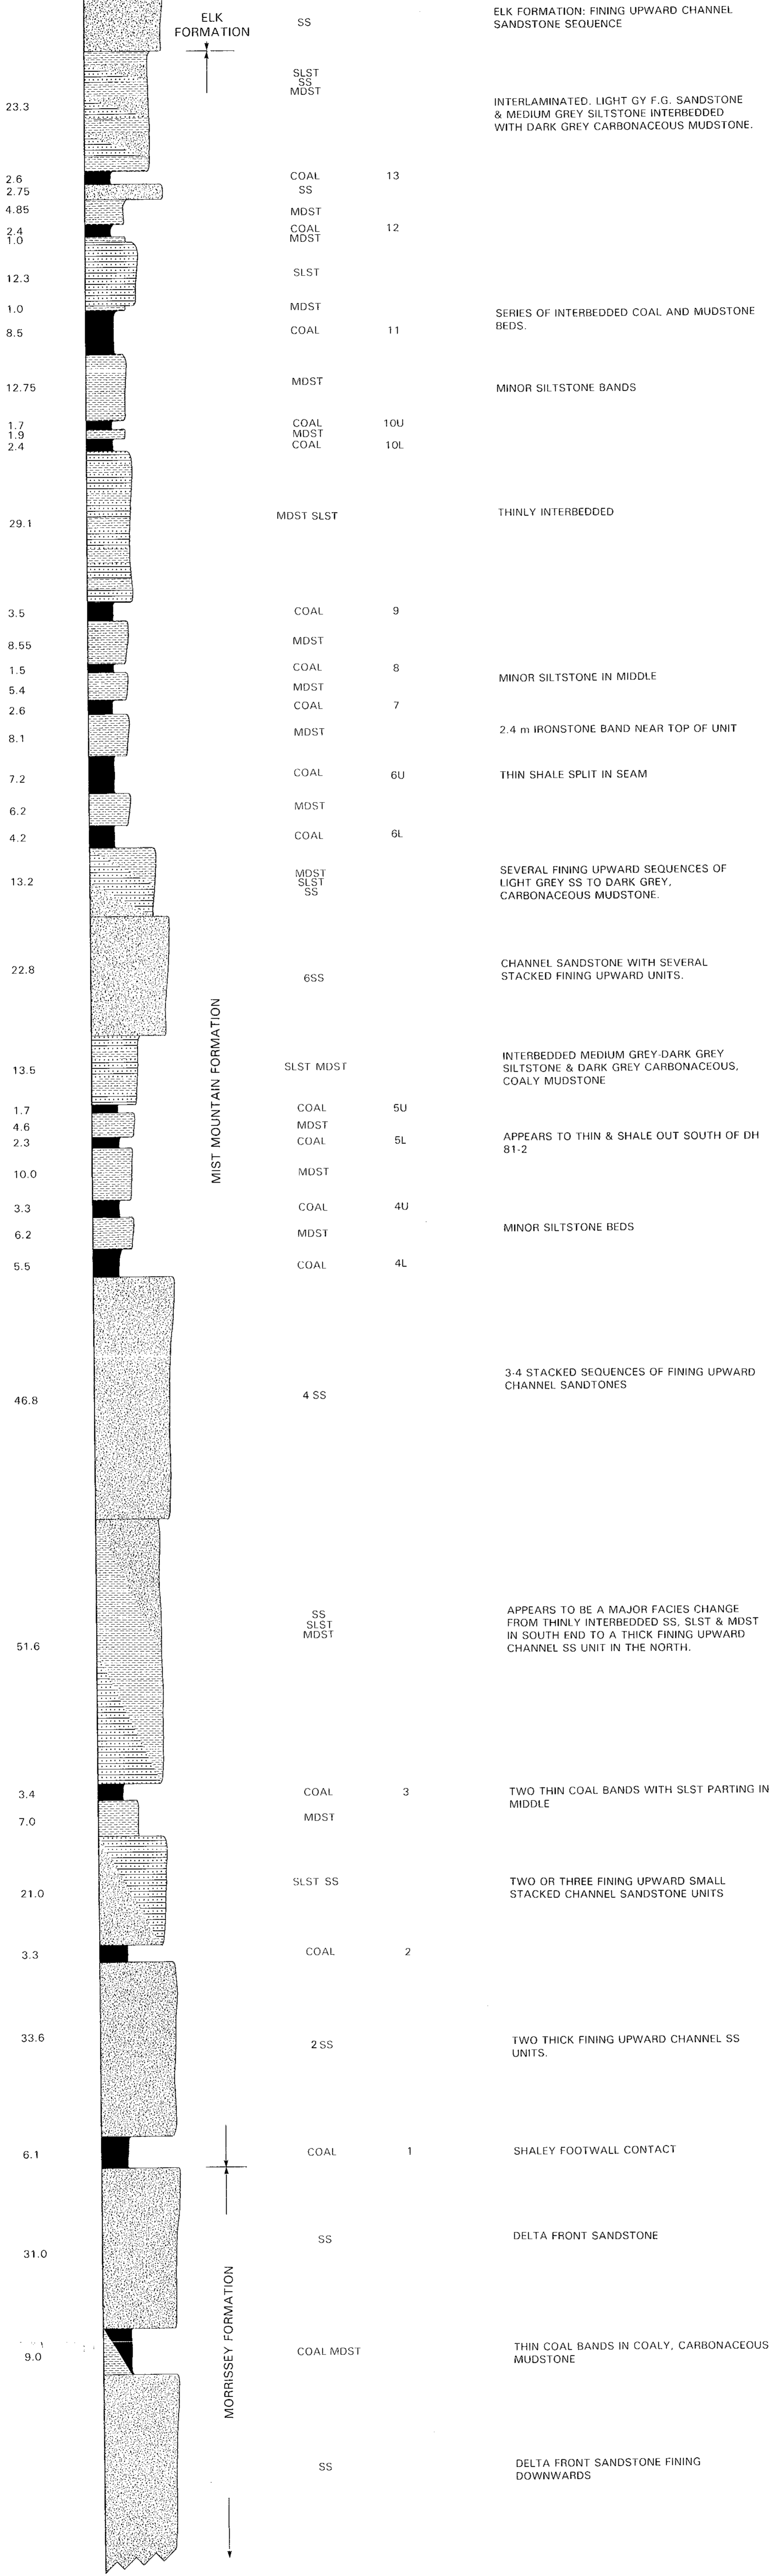 ELK
FORMATION
SS
ELK FORMATION: FINING UPWARD CHANNEL
SANDSTONE SEQUENCE
23.3
SLST
SS
MDST
INTERLAMINATED. LIGHT GY F.G. SANDSTONE
& MEDIUM GREY SILTSTONE INTERBEDDED
WITH DARK GREY CARBONACEOUS MUDSTONE.
2.6 COAL 13
2.75 SS
4.85 MDST
2.4 COAL 12
1.0 MDST
12.3 SLST
1.0 MDST
SERIES OF INTERBEDDED COAL AND MUDSTONE
BEDS.
8.5 COAL 11
12.75 MDST MINOR SILTSTONE BANDS
1.7 COAL 10U
1.9 MDST
2.4 COAL 10L
29.1 MDST SLST THINLY INTERBEDDED
3.5 COAL 9
8.55 MDST
1.5 COAL 8
5.4 MDST MINOR SILTSTONE IN MIDDLE
2.6 COAL 7
8.1 MDST 2.4 m IRONSTONE BAND NEAR TOP OF UNIT
7.2 COAL 6U THIN SHALE SPLIT IN SEAM
6.2 MDST
4.2 COAL 6L
13.2
MDST
SLST
SS
SEVERAL FINING UPWARD SEQUENCES OF
LIGHT GREY SS TO DARK GREY,
CARBONACEOUS MUDSTONE.
22.8 6SS
CHANNEL SANDSTONE WITH SEVERAL
STACKED FINING UPWARD UNITS.
MIST MOUNTAIN FORMATION
13.5 SLST MDST
INTERBEDDED MEDIUM GREY-DARK GREY
SILTSTONE & DARK GREY CARBONACEOUS,
COALY MUDSTONE
1.7 COAL 5U
4.6 MDST
2.3 COAL 5L
APPEARS TO THIN & SHALE OUT SOUTH OF DH
81-2
10.0 MDST
3.3 COAL 4U
6.2 MDST MINOR SILTSTONE BEDS
5.5 COAL 4L
46.8 4 SS
3-4 STACKED SEQUENCES OF FINING UPWARD
CHANNEL SANDTONES
51.6
SS
SLST
MDST
APPEARS TO BE A MAJOR FACIES CHANGE
FROM THINLY INTERBEDDED SS, SLST & MDST
IN SOUTH END TO A THICK FINING UPWARD
CHANNEL SS UNIT IN THE NORTH.
3.4 COAL 3
TWO THIN COAL BANDS WITH SLST PARTING IN
MIDDLE
7.0 MDST
21.0 SLST SS
TWO OR THREE FINING UPWARD SMALL
STACKED CHANNEL SANDSTONE UNITS
3.3 COAL 2
33.6 2 SS
TWO THICK FINING UPWARD CHANNEL SS
UNITS.
6.1 COAL 1 SHALEY FOOTWALL CONTACT
31.0 SS DELTA FRONT SANDSTONE
MORRISSEY FORMATION
9.0 COAL MDST
THIN COAL BANDS IN COALY, CARBONACEOUS
MUDSTONE
SS
DELTA FRONT SANDSTONE FINING
DOWNWARDS